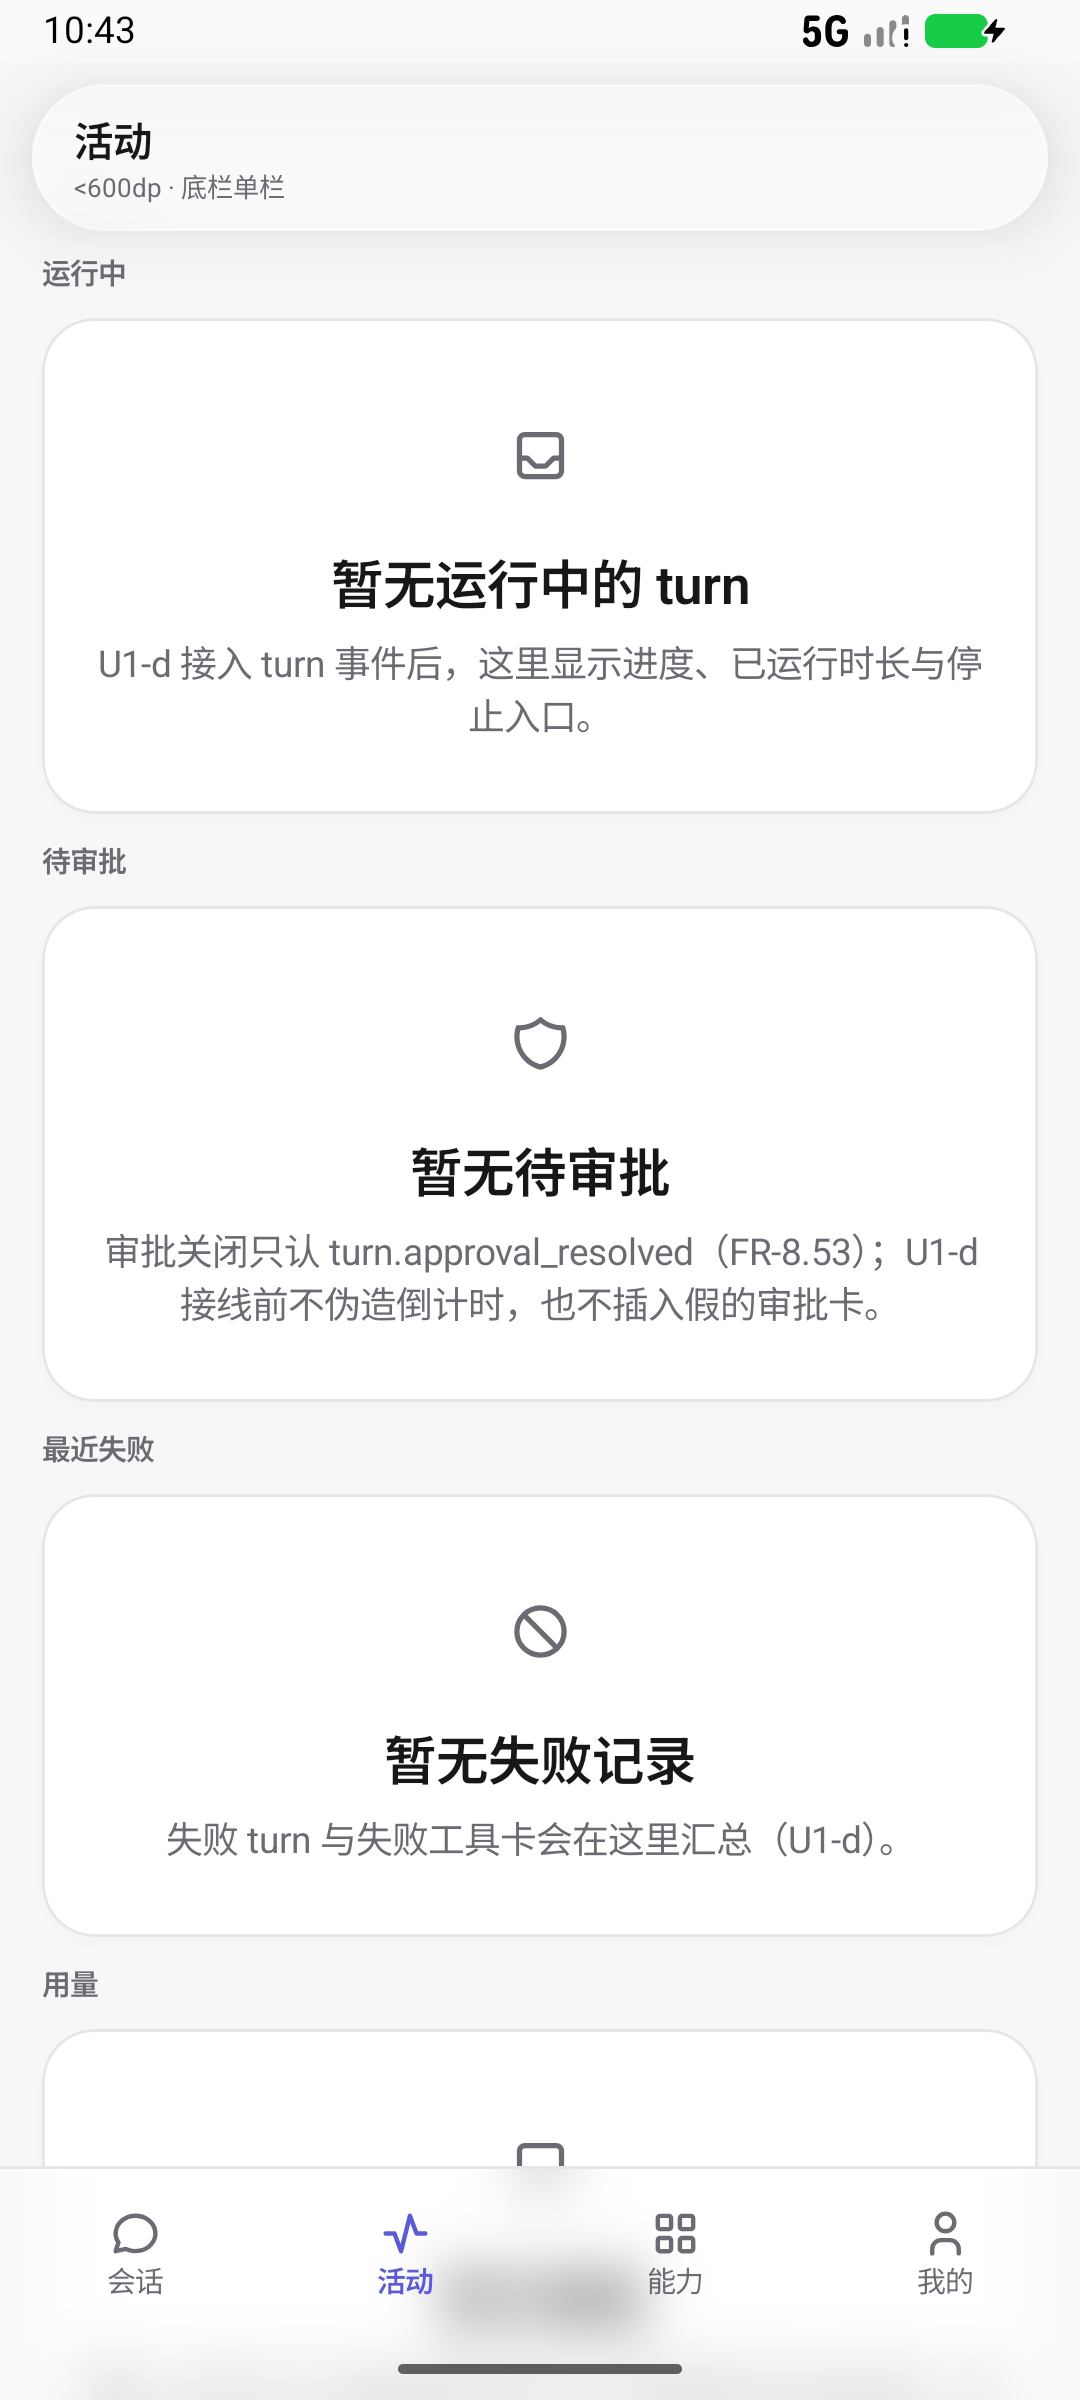 10:43
5G
活动
<600dp · 底栏单栏
运行中
暂无运行中的 turn
U1-d 接入 turn 事件后，这里显示进度、已运行时长与停
止入口。
待审批
暂无待审批
审批关闭只认 turn.approval_resolved（FR-8.53）；U1-d
接线前不伪造倒计时，也不插入假的审批卡。
最近失败
暂无失败记录
失败 turn 与失败工具卡会在这里汇总（U1-d）。
用量
会话
活动
能力
我的